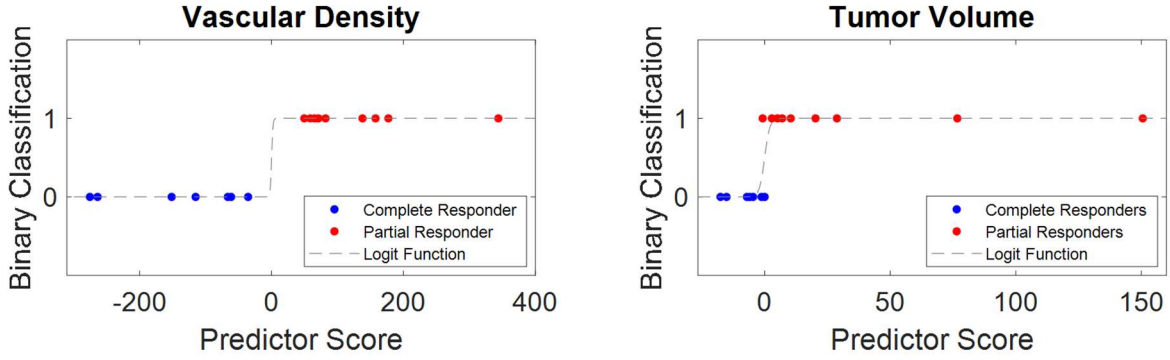 Vascular Density
Binary Classification
1
0
Complete Responder
Partial Responder
Logit Function
-200
0
200
400
Predictor Score
Tumor Volume
Binary Classification
1
0
Complete Responders
Partial Responders
Logit Function
0
50
100
150
Predictor Score